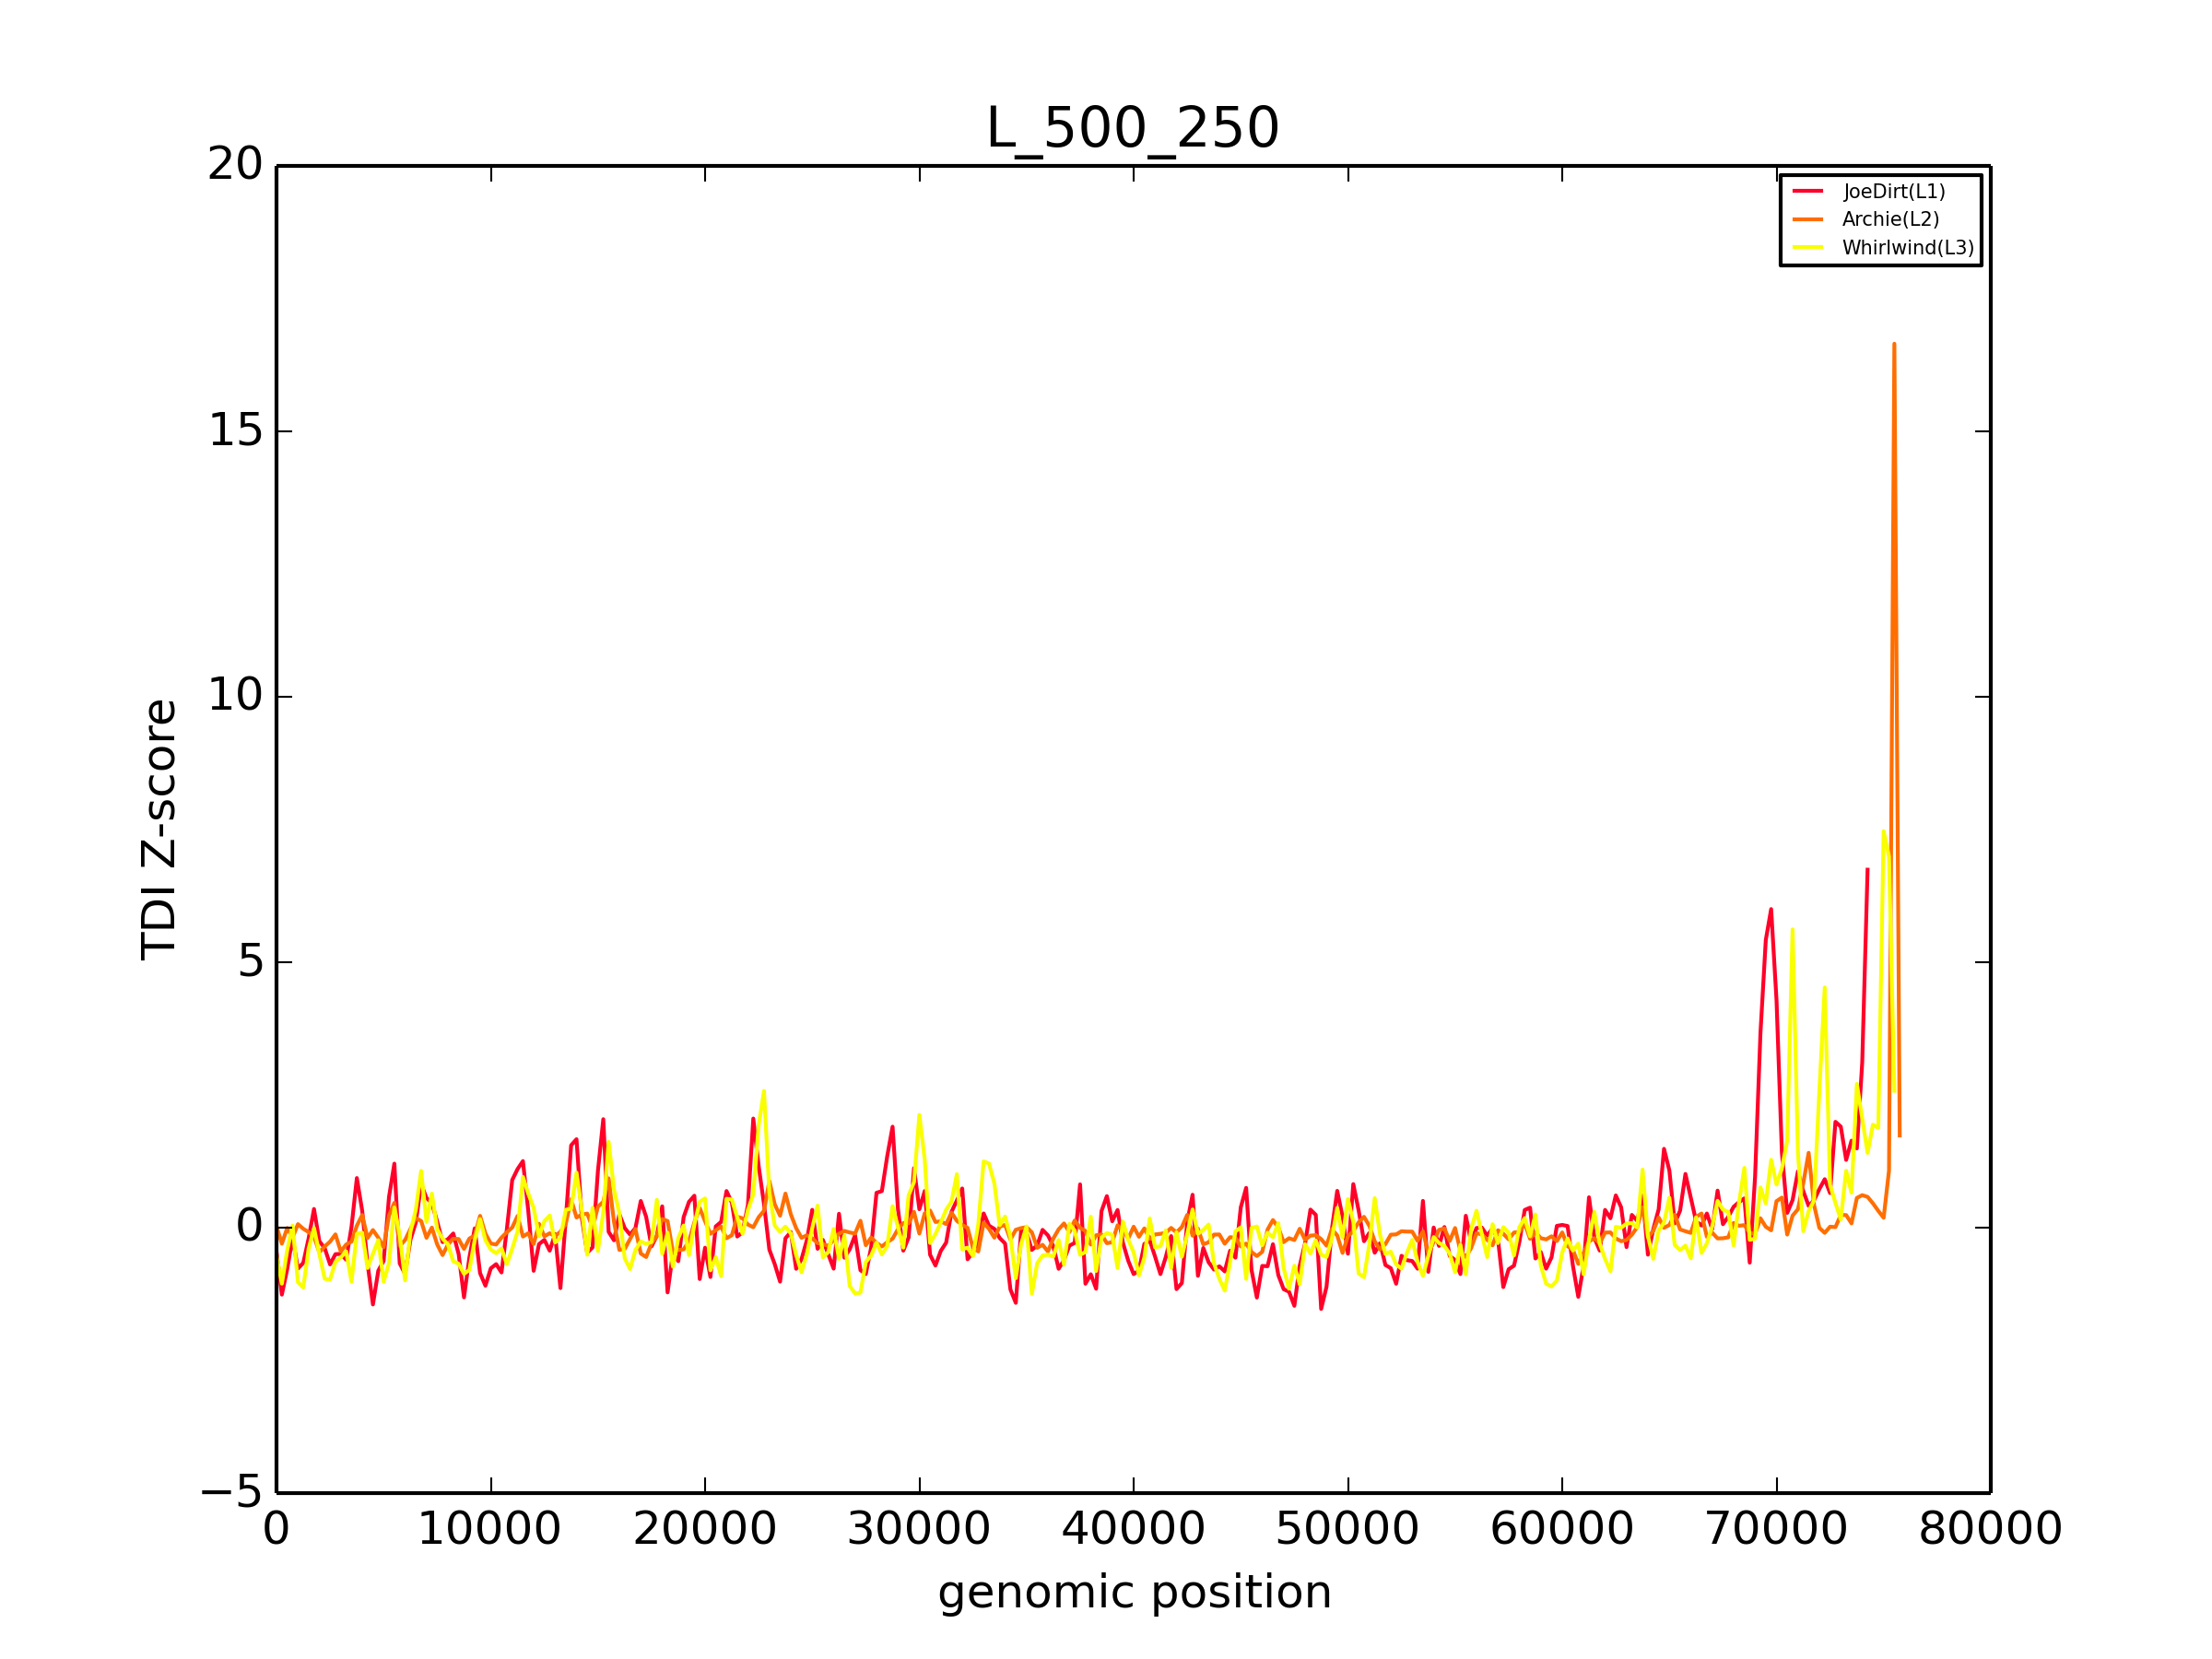 L_500_250
20
15
10
5
0
−5
TDI Z-score
JoeDirt(L1)
Archie(L2)
Whirlwind(L3)
0 10000 20000 30000 40000 50000 60000 70000 80000
genomic position